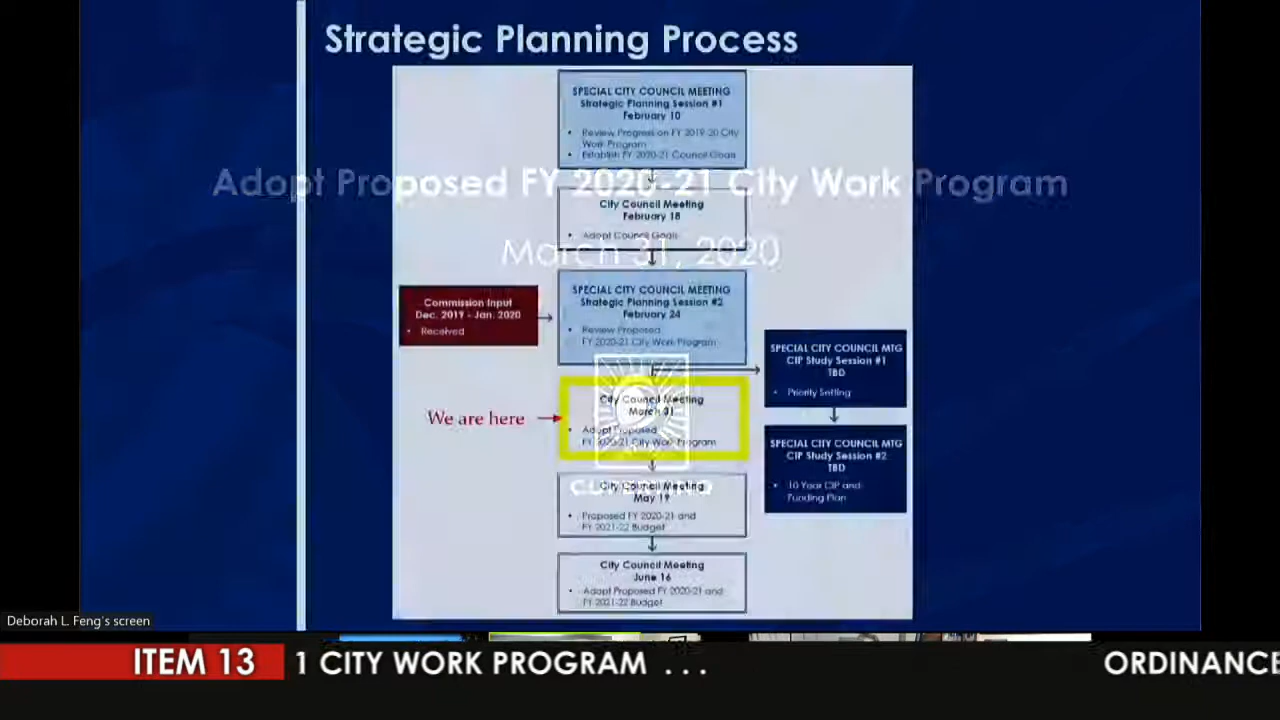 Strategic Planning Process
SPECIAL CITY COUNCIL MEETING
Strategic Planning Session #1
February 10
• Review Progress on FY 2019-20 City
Work Program
• Establish FY 2020-21 Council Goals
Adopt Proposed FY 2020-21 City Work Program
City Council Meeting
February 18
• Adopt Council Goals
March 31, 2020
SPECIAL CITY COUNCIL MEETING
Strategic Planning Session #2
February 24
• Review Proposed
FY 2020-21 City Work Program
Commission Input
Dec. 2019 - Jan. 2020
• Received
SPECIAL CITY COUNCIL MTG
CIP Study Session #1
TBD
• Priority Setting
We are here
City Council Meeting
March 31
• Adopt Proposed
FY 2020-21 City Work Program
SPECIAL CITY COUNCIL MTG
CIP Study Session #2
TBD
• 10 Year CIP and
Funding Plan
CUPERTINO
City Council Meeting
May 19
• Proposed FY 2020-21 and
FY 2021-22 Budget
City Council Meeting
June 16
• Adopt Proposed FY 2020-21 and
FY 2021-22 Budget
Deborah L. Feng's screen
ITEM 13
1 CITY WORK PROGRAM . . .
ORDINANCE